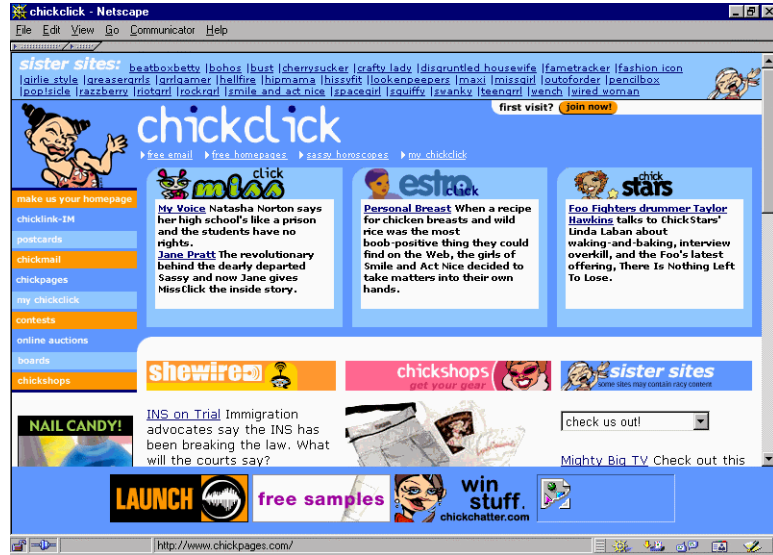 chickclick - Netscape
File Edit View Go Communicator Help
sister sites: beatboxbetty |bohos |bust |cherrysucker |crafty lady |disgruntled housewife |fametracker |fashion icon
|girlie style |greasergrrls |grrlgamer |hellfire |hipmama |hissyfit |lookenpeepers |maxi |missgirl |outoforder |pencilbox
|pop!side |razzberry |riotgrrl |rockrgrl |smile and act nice |spacegirl |squiffy |swanky |teengrrl |wench |wired woman
first visit? join now!
chickclick
free email free homepages sassy horoscopes my chickclick
make us your homepage
chicklink-IM
postcards
chickmail
chickpages
my chickclick
contests
online auctions
boards
chickshops
NAIL CANDY!
miss click
My Voice Natasha Norton says
her high school's like a prison
and the students have no
rights.
Jane Pratt The revolutionary
behind the dearly departed
Sassy and now Jane gives
MissClick the inside story.
estro click
Personal Breast When a recipe
for chicken breasts and wild
rice was the most
boob-positive thing they could
find on the Web, the girls of
Smile and Act Nice decided to
take matters into their own
hands.
chick stars
Foo Fighters drummer Taylor
Hawkins talks to ChickStars'
Linda Laban about
waking-and-baking, interview
overkill, and the Foo's latest
offering, There Is Nothing Left
To Lose.
shewired
INS on Trial Immigration
advocates say the INS has
been breaking the law. What
will the courts say?
chickshops
get your gear
sister sites
some sites may contain racy content
check us out!
Mighty Big TV Check out this
LAUNCH
free samples
win
stuff.
chickchatter.com
http://www.chickpages.com/